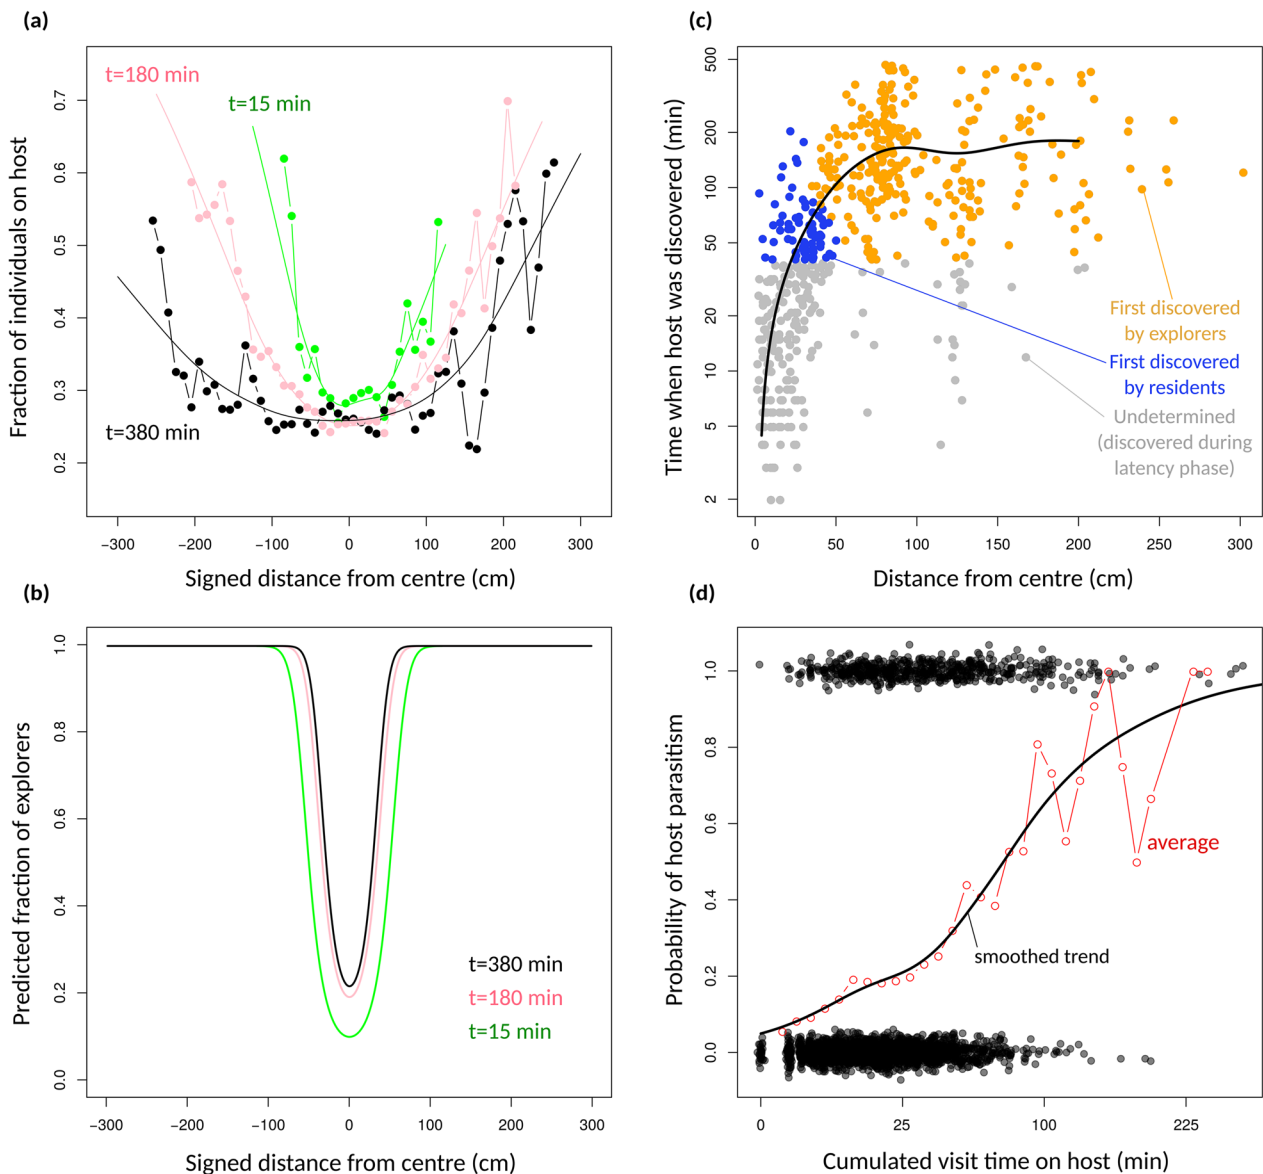 (a)
t=180 min
t=15 min
t=380 min
Fraction of individuals on host
0.2
0.3
0.4
0.5
0.6
0.7
−300
−200
−100
0
100
200
300
Signed distance from centre (cm)
(b)
Predicted fraction of explorers
0.0
0.2
0.4
0.6
0.8
1.0
t=380 min
t=180 min
t=15 min
−300
−200
−100
0
100
200
300
Signed distance from centre (cm)
(c)
Time when host was discovered (min)
2
5
10
20
50
100
200
500
First discovered
by explorers
First discovered
by residents
Undetermined
(discovered during
latency phase)
0
50
100
150
200
250
300
Distance from centre (cm)
(d)
Probability of host parasitism
0.0
0.2
0.4
0.6
0.8
1.0
average
smoothed trend
0
25
100
225
Cumulated visit time on host (min)